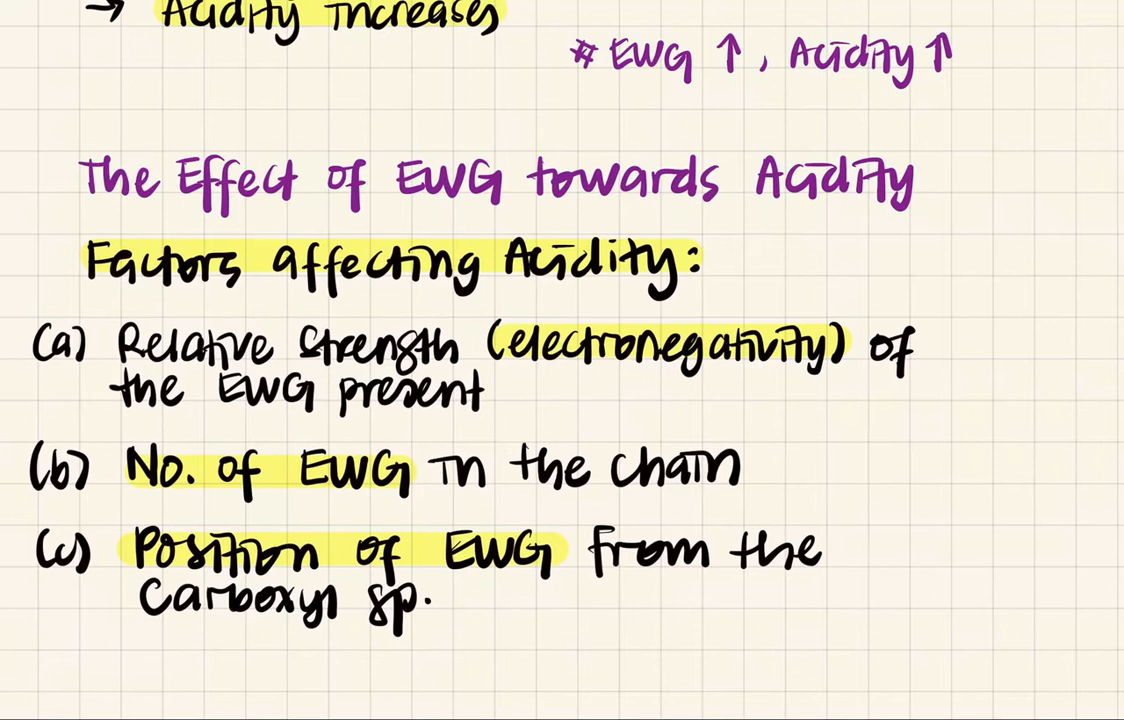 → Acidity increases
* EWG ↑, Acidity ↑
The Effect of EWG towards Acidity
Factors affecting Acidity:
(a) Relative Strength (electronegativity) of
the EWG present
(b) No. of EWG in the chain
(c) Position of EWG from the
Carboxyl gp.